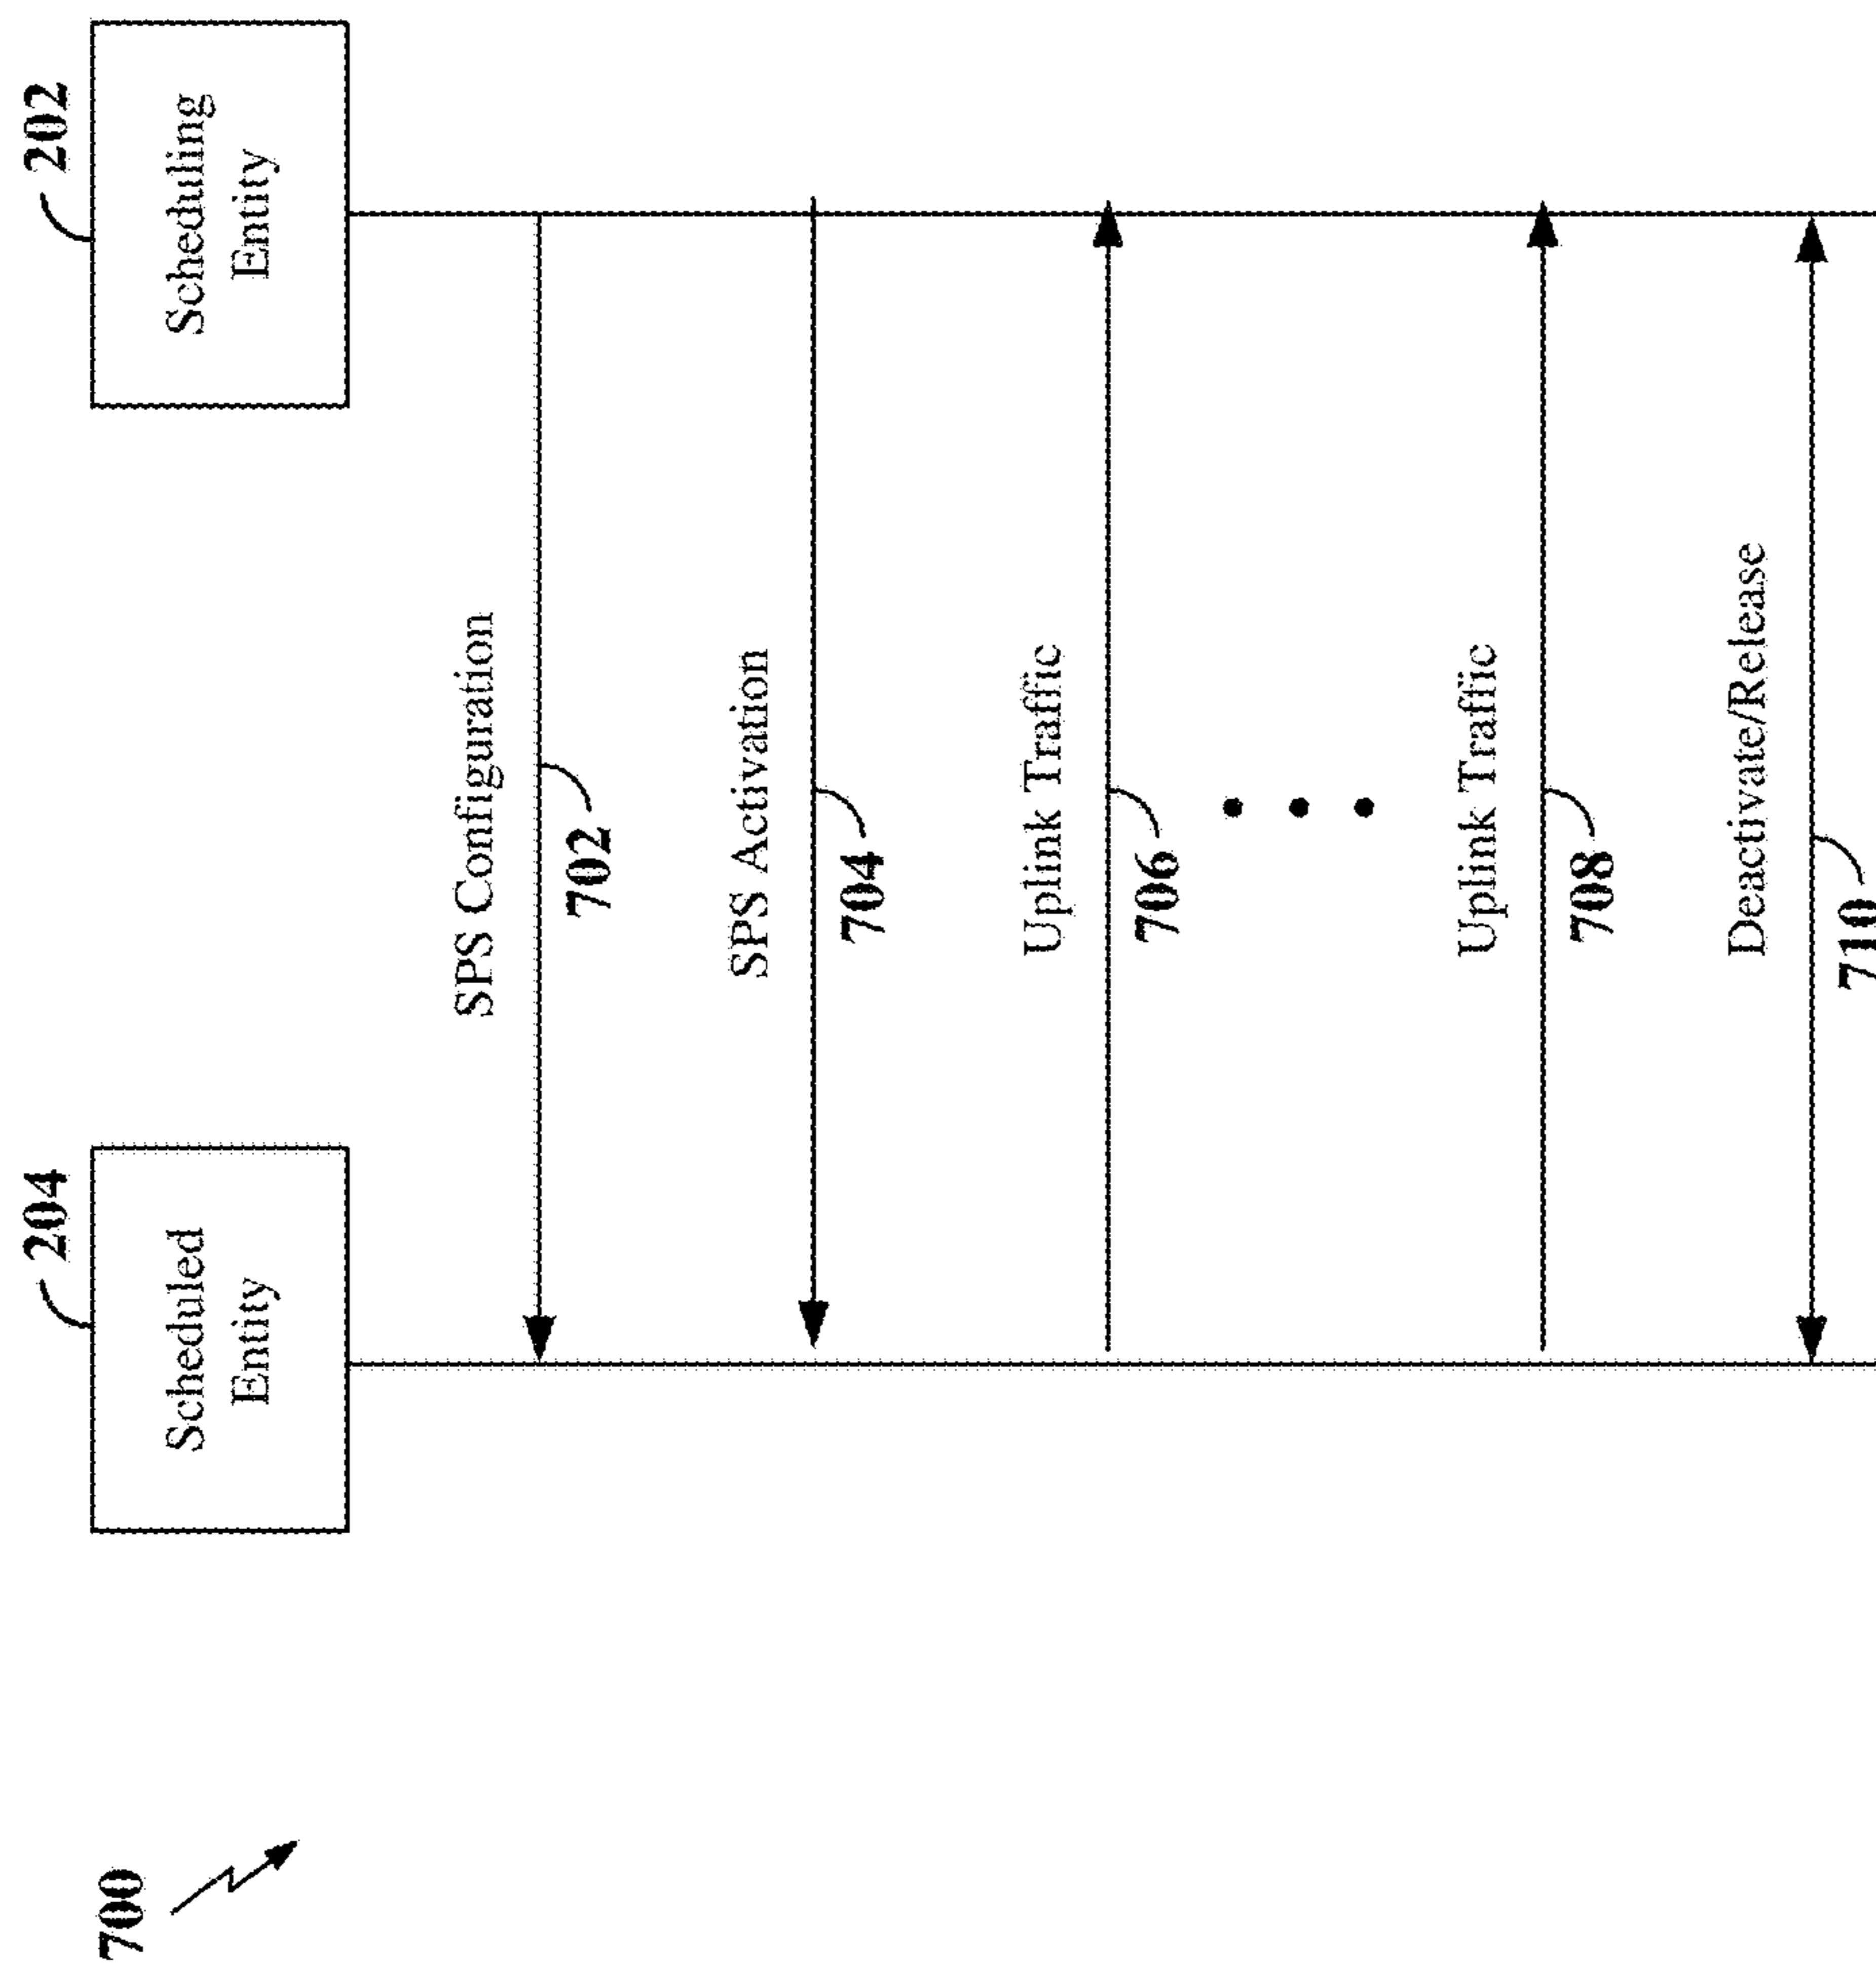 700
204
202
Scheduled
Entity
Scheduling
Entity
SPS Configuration
702
SPS Activation
704
Uplink Traffic
706
Uplink Traffic
708
Deactivate/Release
710